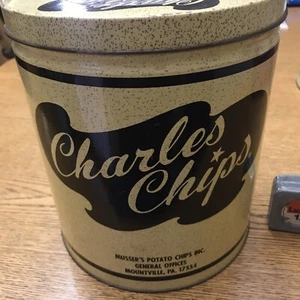 Charles
Chips
MUSSER'S POTATO CHIPS INC.
GENERAL OFFICES
MOUNTVILLE, PA. 17554